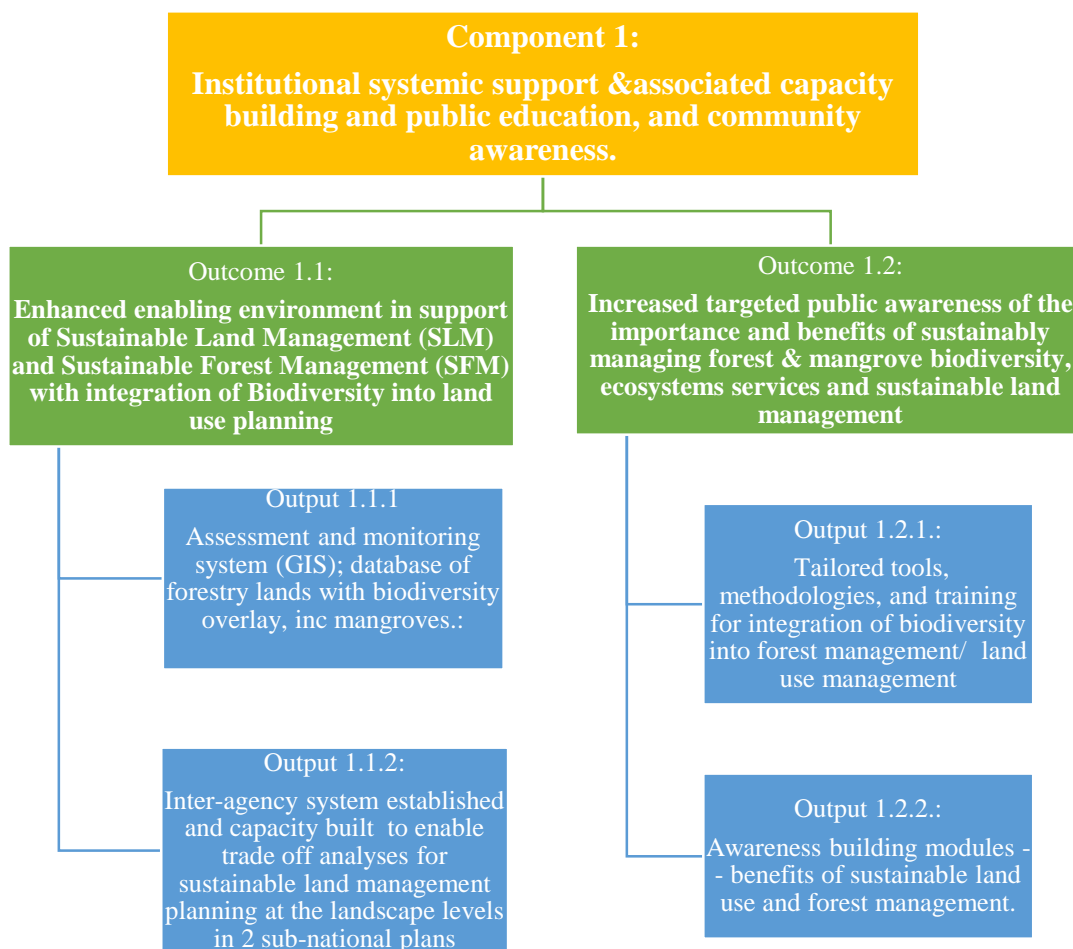 Component 1:
Institutional systemic support &associated capacity
building and public education, and community
awareness.
Outcome 1.1:
Enhanced enabling environment in support
of Sustainable Land Management (SLM)
and Sustainable Forest Management (SFM)
with integration of Biodiversity into land
use planning
Output 1.1.1
Assessment and monitoring
system (GIS); database of
forestry lands with biodiversity
overlay, inc mangroves.:
Output 1.1.2:
Inter-agency system established
and capacity built to enable
trade off analyses for
sustainable land management
planning at the landscape levels
in 2 sub-national plans
Outcome 1.2:
Increased targeted public awareness of the
importance and benefits of sustainably
managing forest & mangrove biodiversity,
ecosystems services and sustainable land
management
Output 1.2.1.:
Tailored tools,
methodologies, and training
for integration of biodiversity
into forest management/ land
use management
Output 1.2.2.:
Awareness building modules -
- benefits of sustainable land
use and forest management.